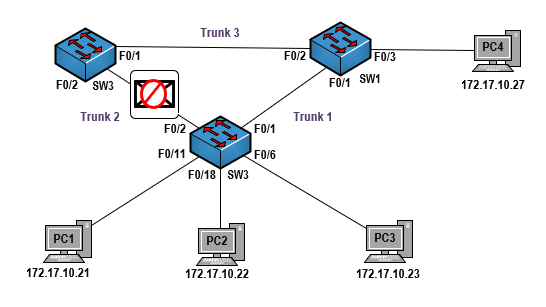 Trunk 3
F0/1
F0/2
F0/3
PC4
F0/2
SW3
SW1
F0/1
172.17.10.27
Trunk 2
Trunk 1
F0/2
F0/1
F0/11
F0/6
F0/18
SW3
PC1
PC2
PC3
172.17.10.21
172.17.10.22
172.17.10.23